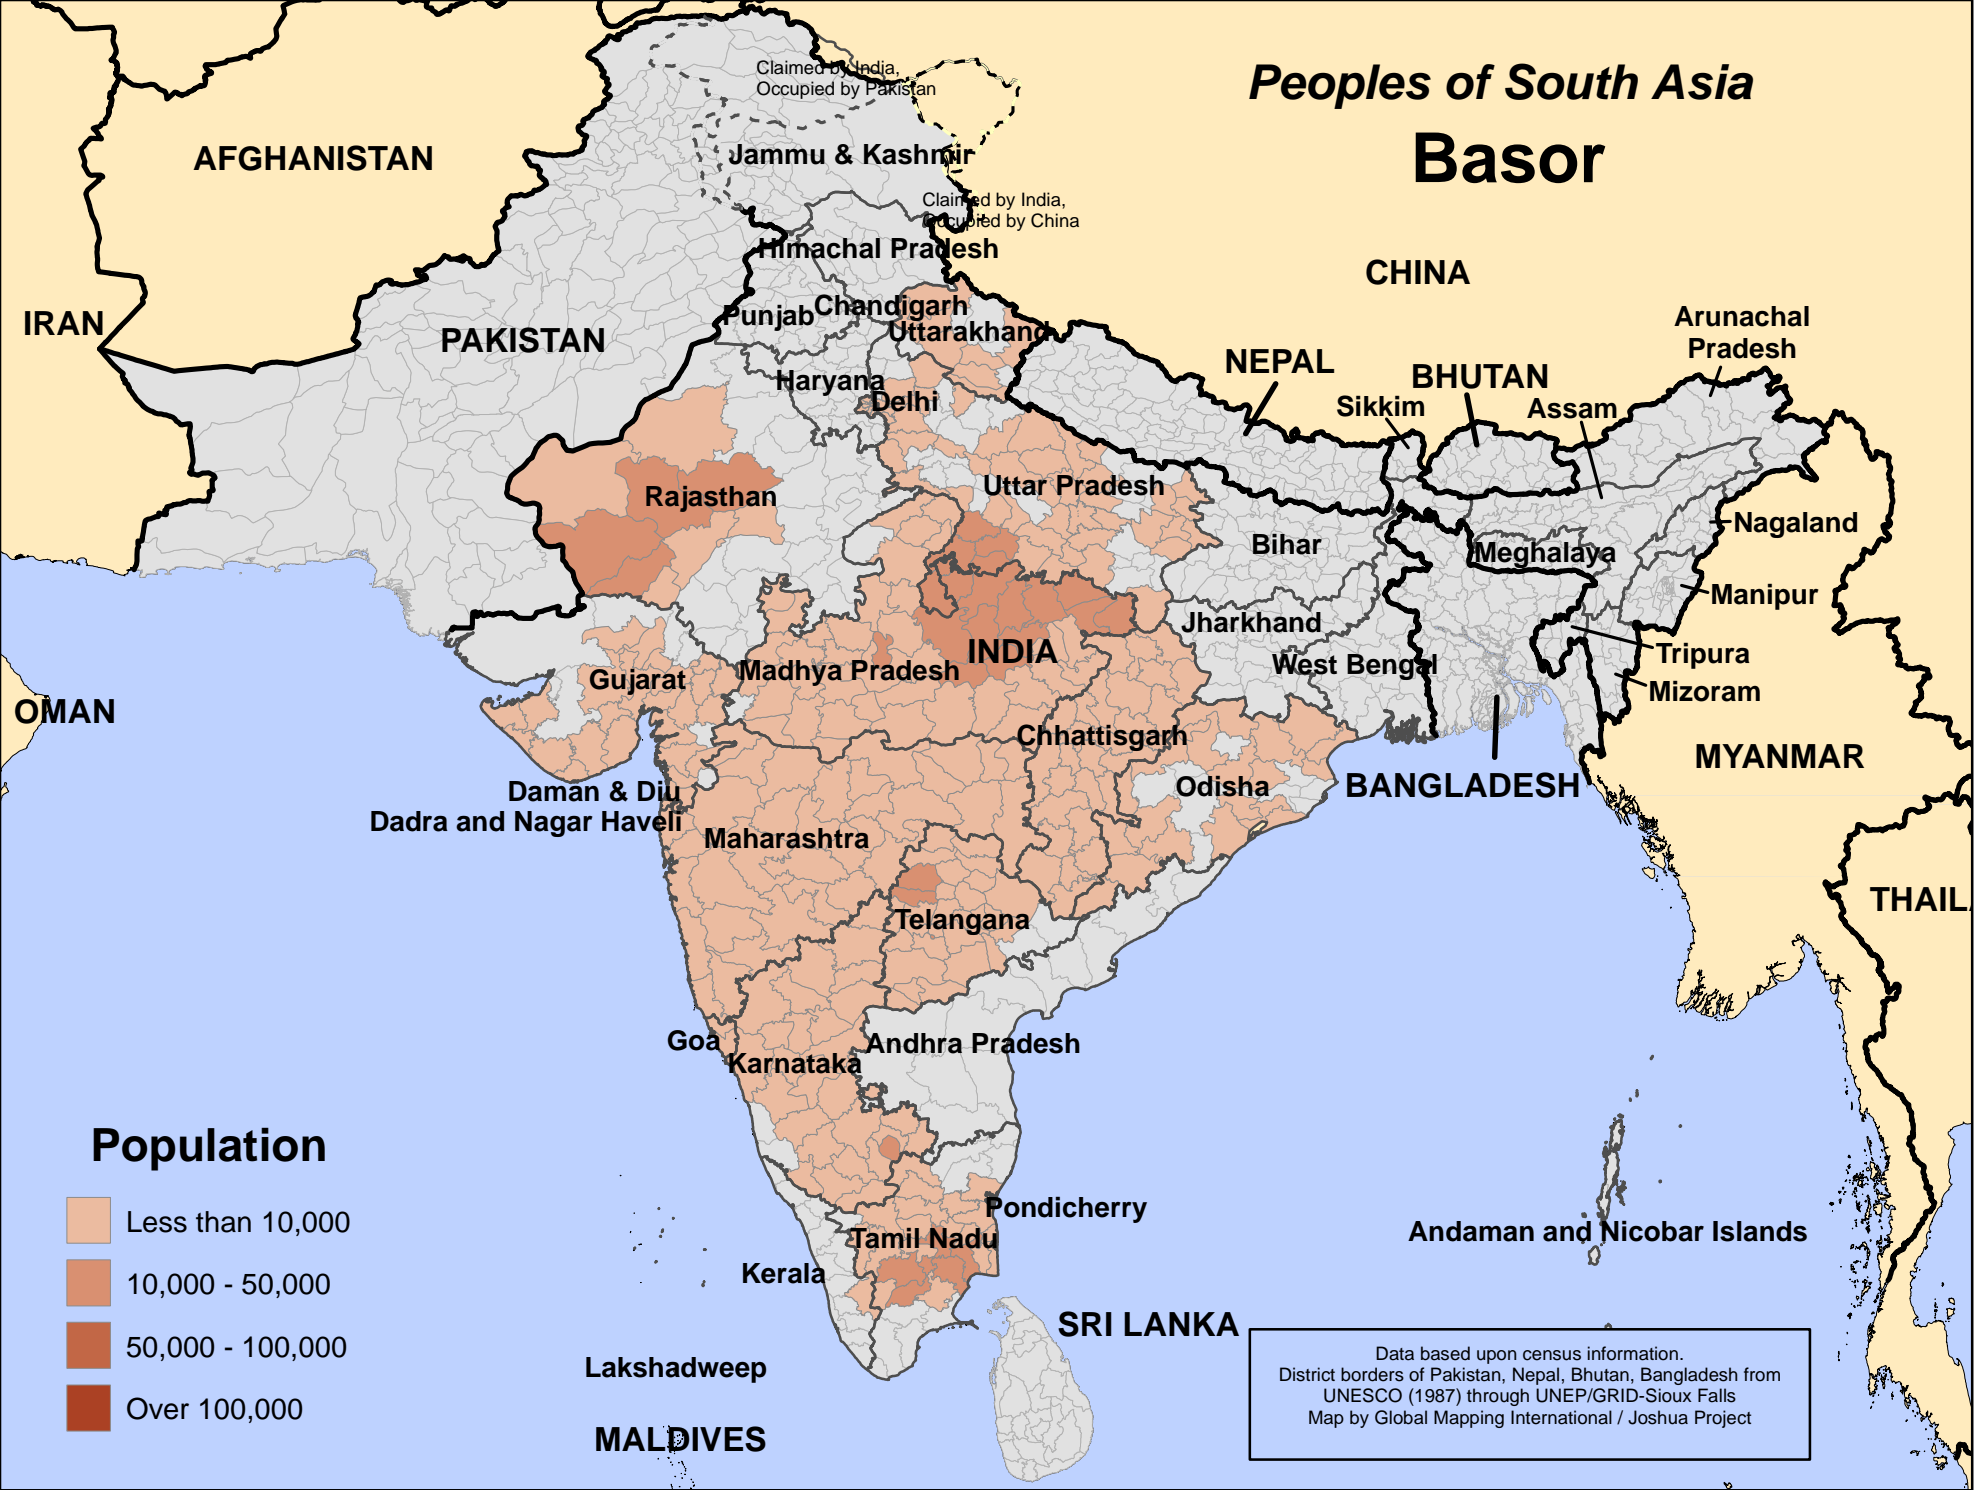 Peoples of South Asia
Basor
Claimed by India,
Occupied by Pakistan
AFGHANISTAN
Jammu & Kashmir
Claimed by India,
Occupied by China
Himachal Pradesh
CHINA
IRAN
PAKISTAN
Punjab
Chandigarh
Uttarakhand
Arunachal
Pradesh
NEPAL
BHUTAN
Haryana
Delhi
Sikkim
Assam
Rajasthan
Uttar Pradesh
Nagaland
Bihar
Meghalaya
Manipur
Jharkhand
INDIA
Tripura
West Bengal
Madhya Pradesh
Gujarat
Mizoram
OMAN
Chhattisgarh
MYANMAR
Odisha
BANGLADESH
Daman & Diu
Dadra and Nagar Haveli
Maharashtra
THAIL
Telangana
Goa
Andhra Pradesh
Karnataka
Pondicherry
Tamil Nadu
Andaman and Nicobar Islands
Kerala
SRI LANKA
Lakshadweep
MALDIVES
Population
Less than 10,000
10,000 - 50,000
50,000 - 100,000
Over 100,000
Data based upon census information.
District borders of Pakistan, Nepal, Bhutan, Bangladesh from
UNESCO (1987) through UNEP/GRID-Sioux Falls
Map by Global Mapping International / Joshua Project